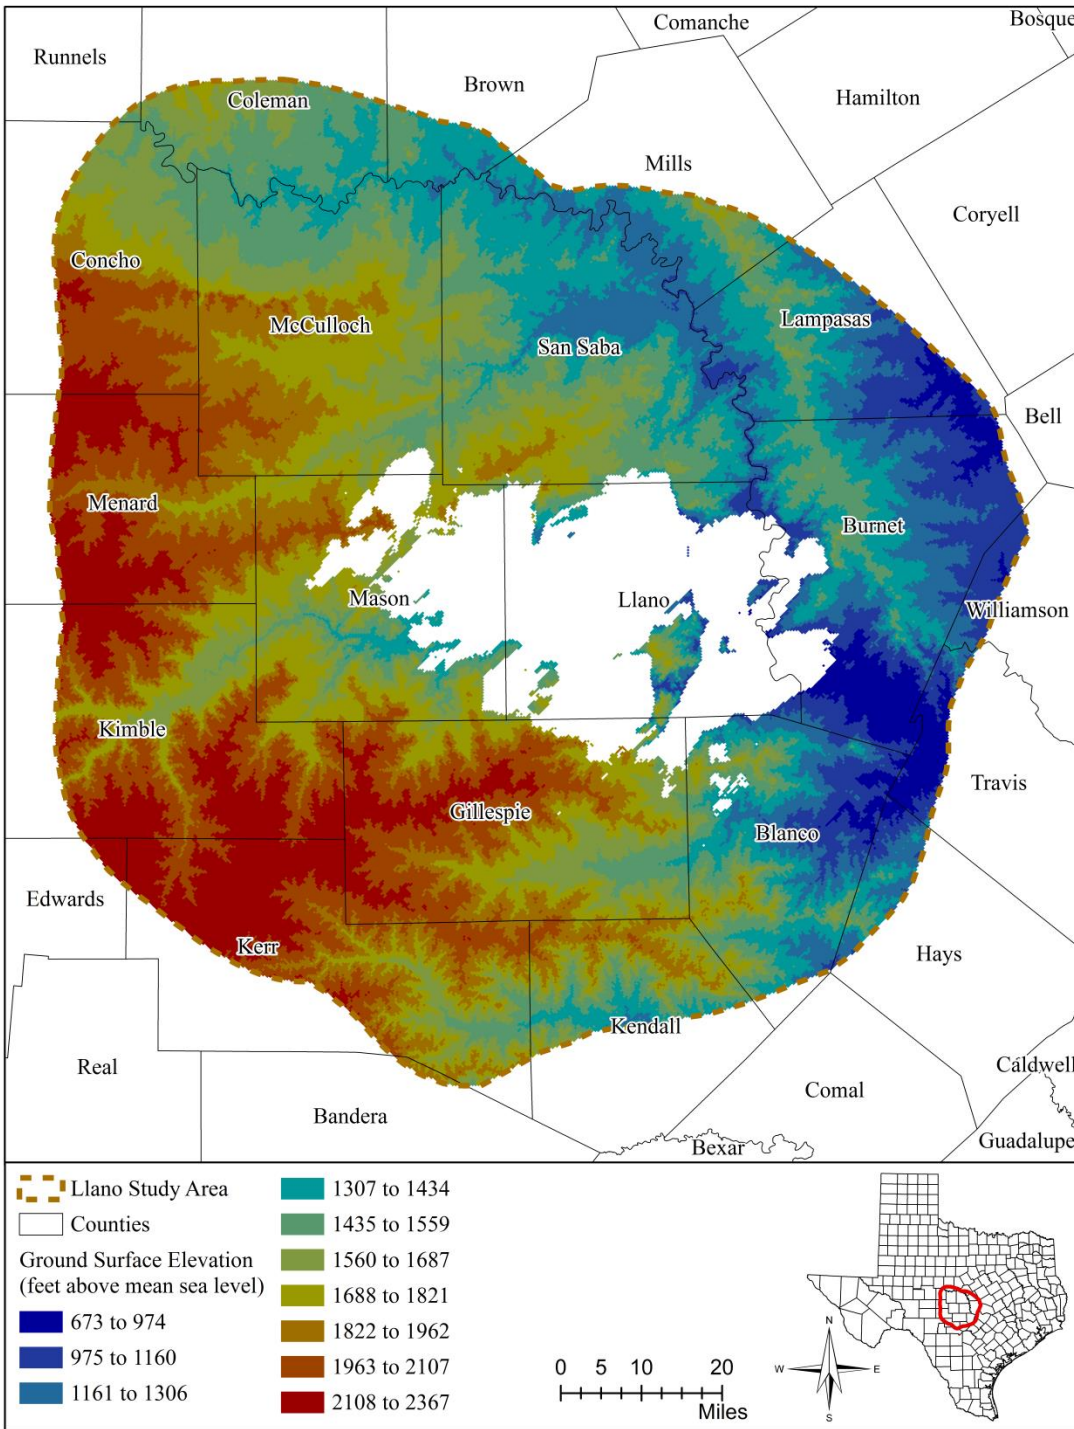 Comanche
Bosque
Runnels
Brown
Coleman
Hamilton
Mills
Coryell
Concho
McCulloch
Lampasas
San Saba
Bell
Menard
Burnet
Mason
Llano
Williamson
Kimble
Travis
Gillespie
Blanco
Edwards
Kerr
Hays
Kendall
Real
Caldwell
Comal
Bandera
Guadalupe
Bexar
Llano Study Area
Counties
Ground Surface Elevation
(feet above mean sea level)
673 to 974
975 to 1160
1161 to 1306
1307 to 1434
1435 to 1559
1560 to 1687
1688 to 1821
1822 to 1962
1963 to 2107
2108 to 2367
0 5 10 20
Miles
N
W E
S